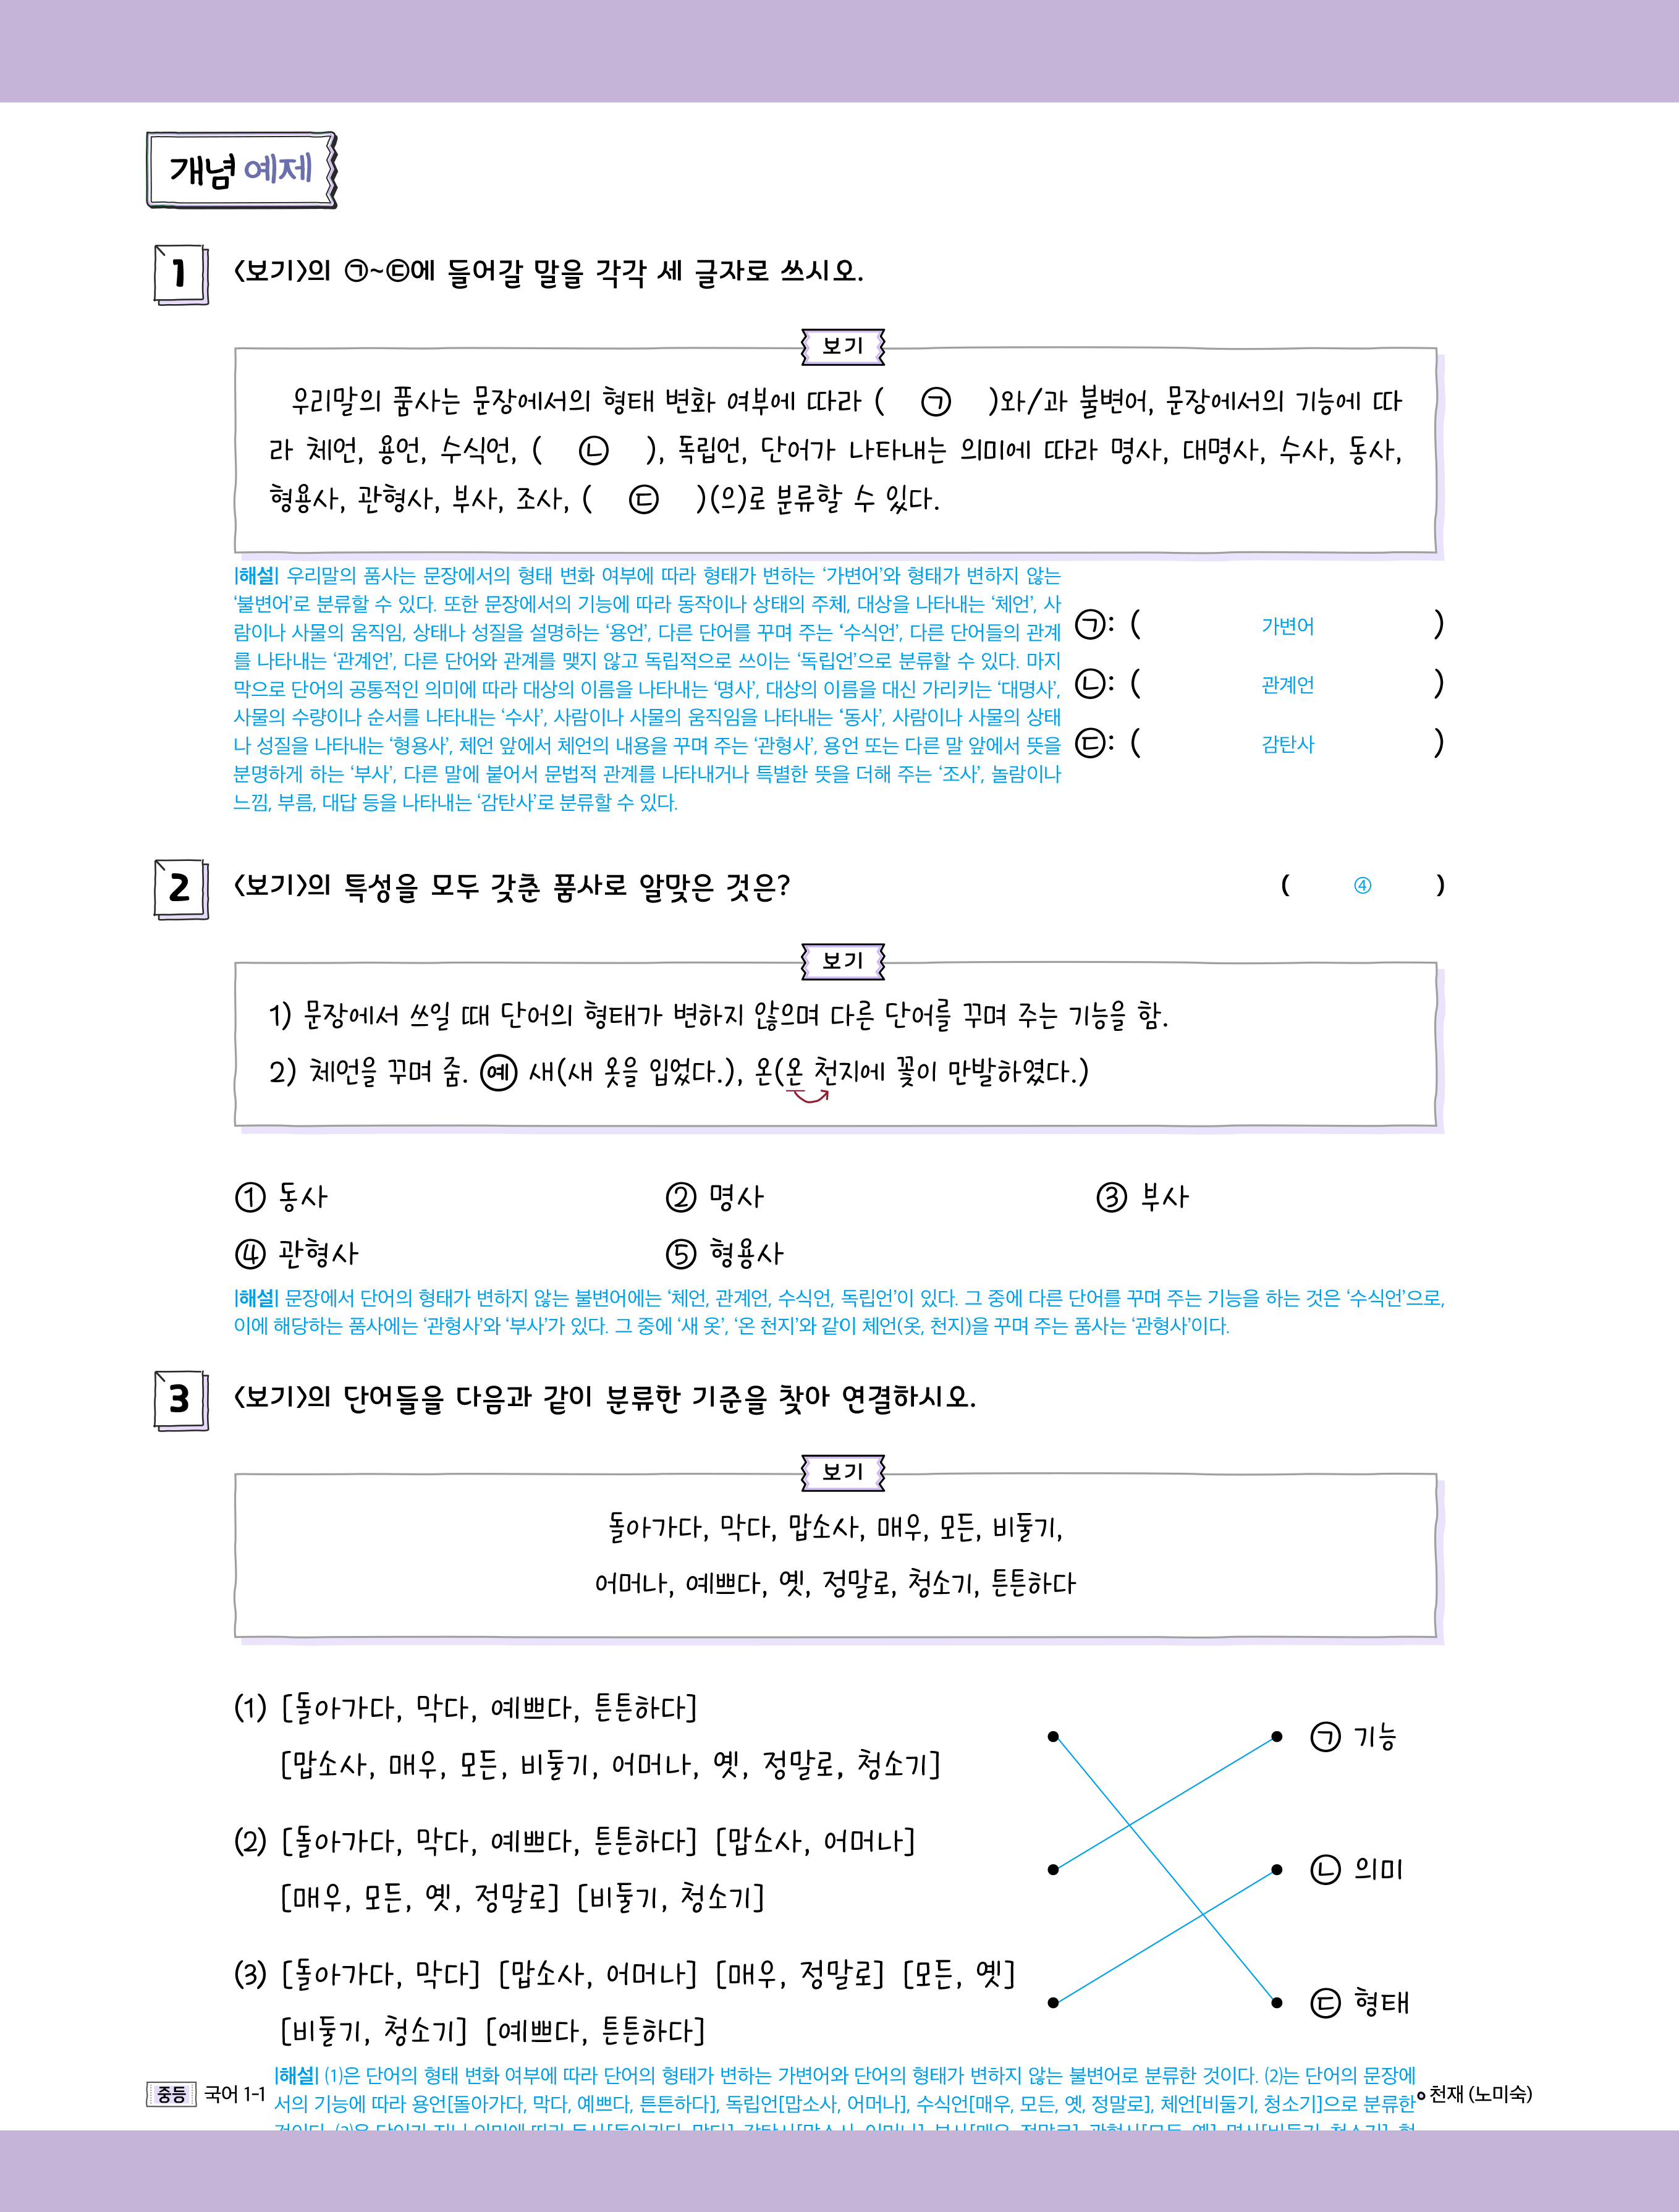 개념 예제
1 <보기>의 ㉠~㉢에 들어갈 말을 각각 세 글자로 쓰시오.
보기
우리말의 품사는 문장에서의 형태 변화 여부에 따라 ( ㉠ )와/과 불변어, 문장에서의 기능에 따
라 체언, 용언, 수식언, ( ㉡ ), 독립언, 단어가 나타내는 의미에 따라 명사, 대명사, 수사, 동사,
형용사, 관형사, 부사, 조사, ( ㉢ )(으)로 분류할 수 있다.
|해설| 우리말의 품사는 문장에서의 형태 변화 여부에 따라 형태가 변하는 ‘가변어’와 형태가 변하지 않는
‘불변어’로 분류할 수 있다. 또한 문장에서의 기능에 따라 동작이나 상태의 주체, 대상을 나타내는 ‘체언’, 사
람이나 사물의 움직임, 상태나 성질을 설명하는 ‘용언’, 다른 단어를 꾸며 주는 ‘수식언’, 다른 단어들의 관계
를 나타내는 ‘관계언’, 다른 단어와 관계를 맺지 않고 독립적으로 쓰이는 ‘독립언’으로 분류할 수 있다. 마지
막으로 단어의 공통적인 의미에 따라 대상의 이름을 나타내는 ‘명사’, 대상의 이름을 대신 가리키는 ‘대명사’,
사물의 수량이나 순서를 나타내는 ‘수사’, 사람이나 사물의 움직임을 나타내는 ‘동사’, 사람이나 사물의 상태
나 성질을 나타내는 ‘형용사’, 체언 앞에서 체언의 내용을 꾸며 주는 ‘관형사’, 용언 또는 다른 말 앞에서 뜻을
분명하게 하는 ‘부사’, 다른 말에 붙어서 문법적 관계를 나타내거나 특별한 뜻을 더해 주는 ‘조사’, 놀람이나
느낌, 부름, 대답 등을 나타내는 ‘감탄사’로 분류할 수 있다.
㉠: ( 가변어 )
㉡: ( 관계언 )
㉢: ( 감탄사 )
2 <보기>의 특성을 모두 갖춘 품사로 알맞은 것은? ( ④ )
보기
1) 문장에서 쓰일 때 단어의 형태가 변하지 않으며 다른 단어를 꾸며 주는 기능을 함.
2) 체언을 꾸며 줌. 예 새(새 옷을 입었다.), 온(온 천지에 꽃이 만발하였다.)
① 동사 ② 명사 ③ 부사
④ 관형사 ⑤ 형용사
|해설| 문장에서 단어의 형태가 변하지 않는 불변어에는 ‘체언, 관계언, 수식언, 독립언’이 있다. 그 중에 다른 단어를 꾸며 주는 기능을 하는 것은 ‘수식언’으로,
이에 해당하는 품사에는 ‘관형사’와 ‘부사’가 있다. 그 중에 ‘새 옷’, ‘온 천지’와 같이 체언(옷, 천지)을 꾸며 주는 품사는 ‘관형사’이다.
3 <보기>의 단어들을 다음과 같이 분류한 기준을 찾아 연결하시오.
보기
돌아가다, 막다, 맙소사, 매우, 모든, 비둘기,
어머나, 예쁘다, 옛, 정말로, 청소기, 튼튼하다
(1) [돌아가다, 막다, 예쁘다, 튼튼하다]
[맙소사, 매우, 모든, 비둘기, 어머나, 옛, 정말로, 청소기]
㉠ 기능
(2) [돌아가다, 막다, 예쁘다, 튼튼하다] [맙소사, 어머나]
[매우, 모든, 옛, 정말로] [비둘기, 청소기]
㉡ 의미
(3) [돌아가다, 막다] [맙소사, 어머나] [매우, 정말로] [모든, 옛]
[비둘기, 청소기] [예쁘다, 튼튼하다]
㉢ 형태
|해설| (1)은 단어의 형태 변화 여부에 따라 단어의 형태가 변하는 가변어와 단어의 형태가 변하지 않는 불변어로 분류한 것이다. (2)는 단어의 문장에
서의 기능에 따라 용언[돌아가다, 막다, 예쁘다, 튼튼하다], 독립언[맙소사, 어머나], 수식언[매우, 모든, 옛, 정말로], 체언[비둘기, 청소기]으로 분류한
중등 국어 1-1
천재 (노미숙)